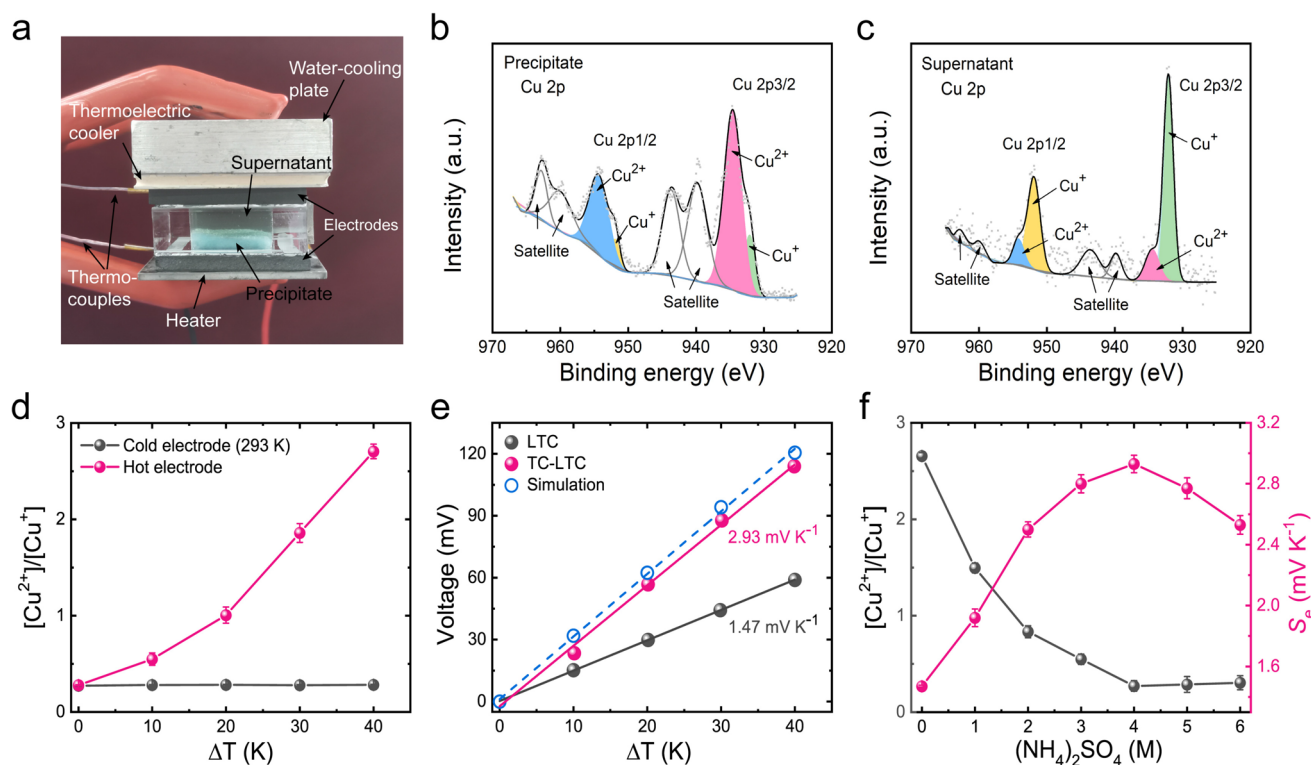 a
Water-cooling
plate
Thermoelectric
cooler
Supernatant
Electrodes
Thermo-
couples
Precipitate
Heater
b
Precipitate
Cu 2p
Cu 2p3/2
Cu 2p1/2
Cu²⁺
Cu²⁺
Cu⁺
Cu⁺
Satellite
Satellite
Intensity (a.u.)
970 960 950 940 930 920
Binding energy (eV)
c
Supernatant
Cu 2p
Cu 2p3/2
Cu⁺
Cu 2p1/2
Cu⁺
Cu²⁺
Cu²⁺
Satellite
Satellite
Intensity (a.u.)
970 960 950 940 930 920
Binding energy (eV)
d
3
2
1
0
[Cu²⁺]/[Cu⁺]
Cold electrode (293 K)
Hot electrode
0 10 20 30 40
ΔT (K)
e
120
90
60
30
0
Voltage (mV)
LTC
TC-LTC
Simulation
2.93 mV K⁻¹
1.47 mV K⁻¹
0 10 20 30 40
ΔT (K)
f
3
2
1
0
[Cu²⁺]/[Cu⁺]
3.2
2.8
2.4
2.0
1.6
Sₑ (mV K⁻¹)
0 1 2 3 4 5 6
(NH₄)₂SO₄ (M)